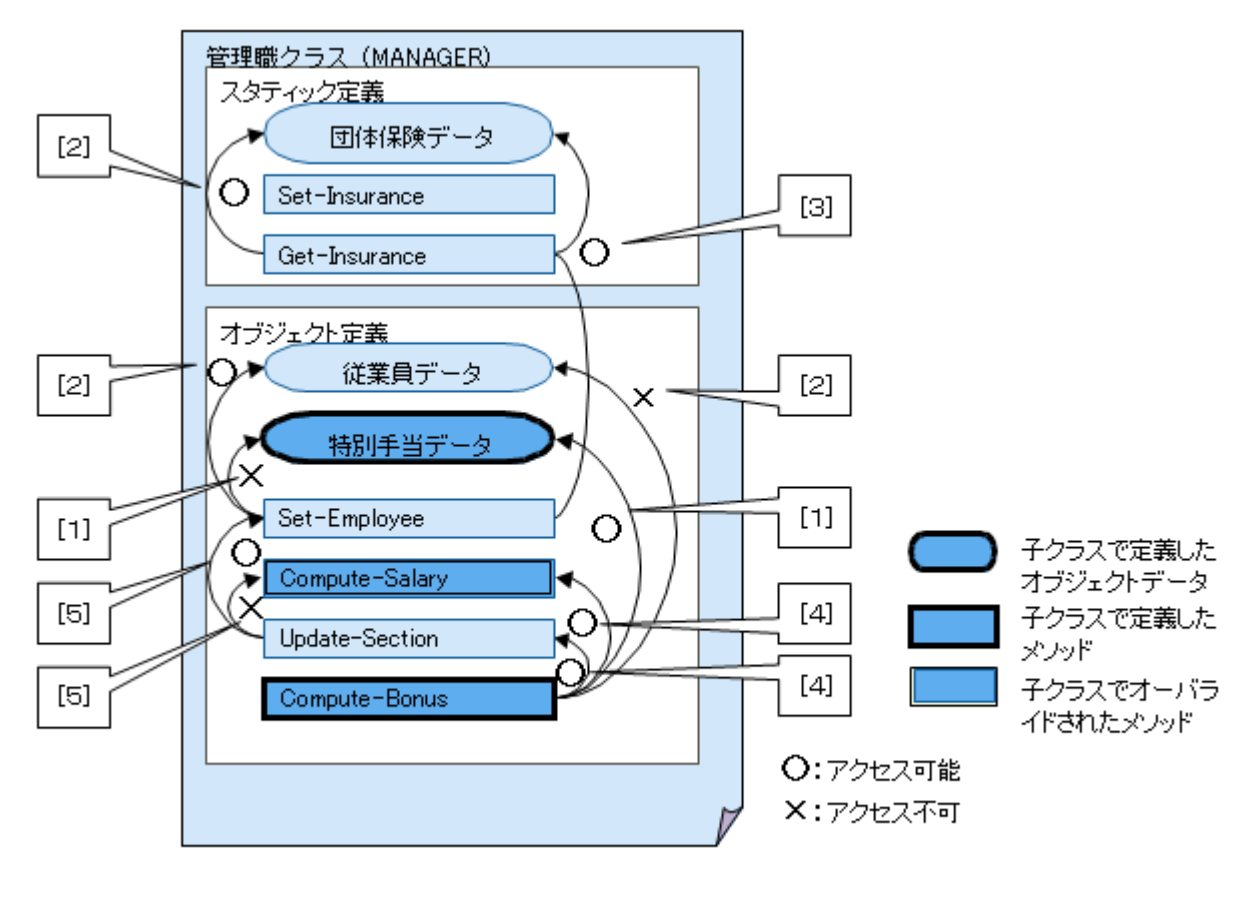 管理職クラス（MANAGER）
スタティック定義
団体保険データ
[2]
Set-Insurance
[3]
Get-Insurance
オブジェクト定義
従業員データ
[2]
[2]
特別手当データ
[1]
Set-Employee
[1]
子クラスで定義した
オブジェクトデータ
Compute-Salary
[5]
[4]
子クラスで定義した
メソッド
Update-Section
[5]
[4]
Compute-Bonus
子クラスでオーバラ
イドされたメソッド
○：アクセス可能
×：アクセス不可